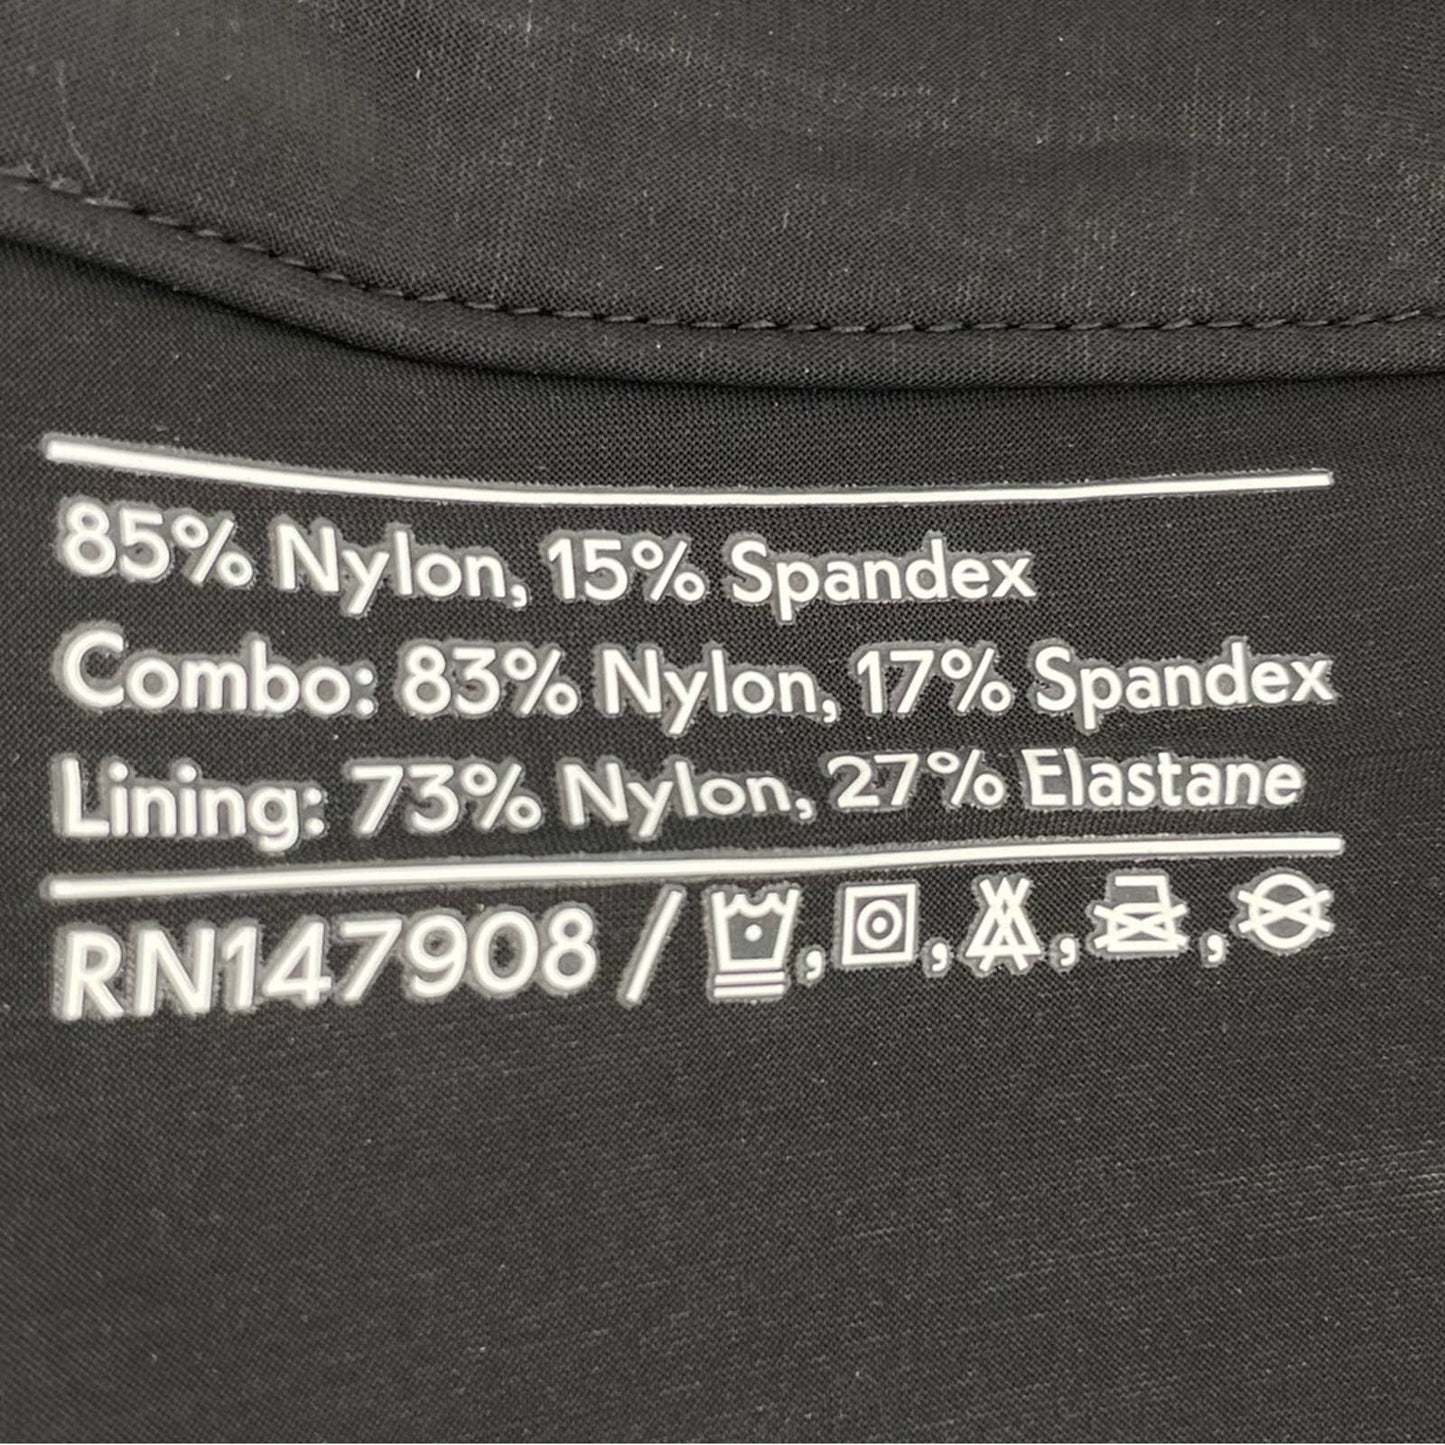 85% Nylon, 15% Spandex
Combo: 83% Nylon, 17% Spandex
Lining: 73% Nylon, 27% Elastane
RN147908 /